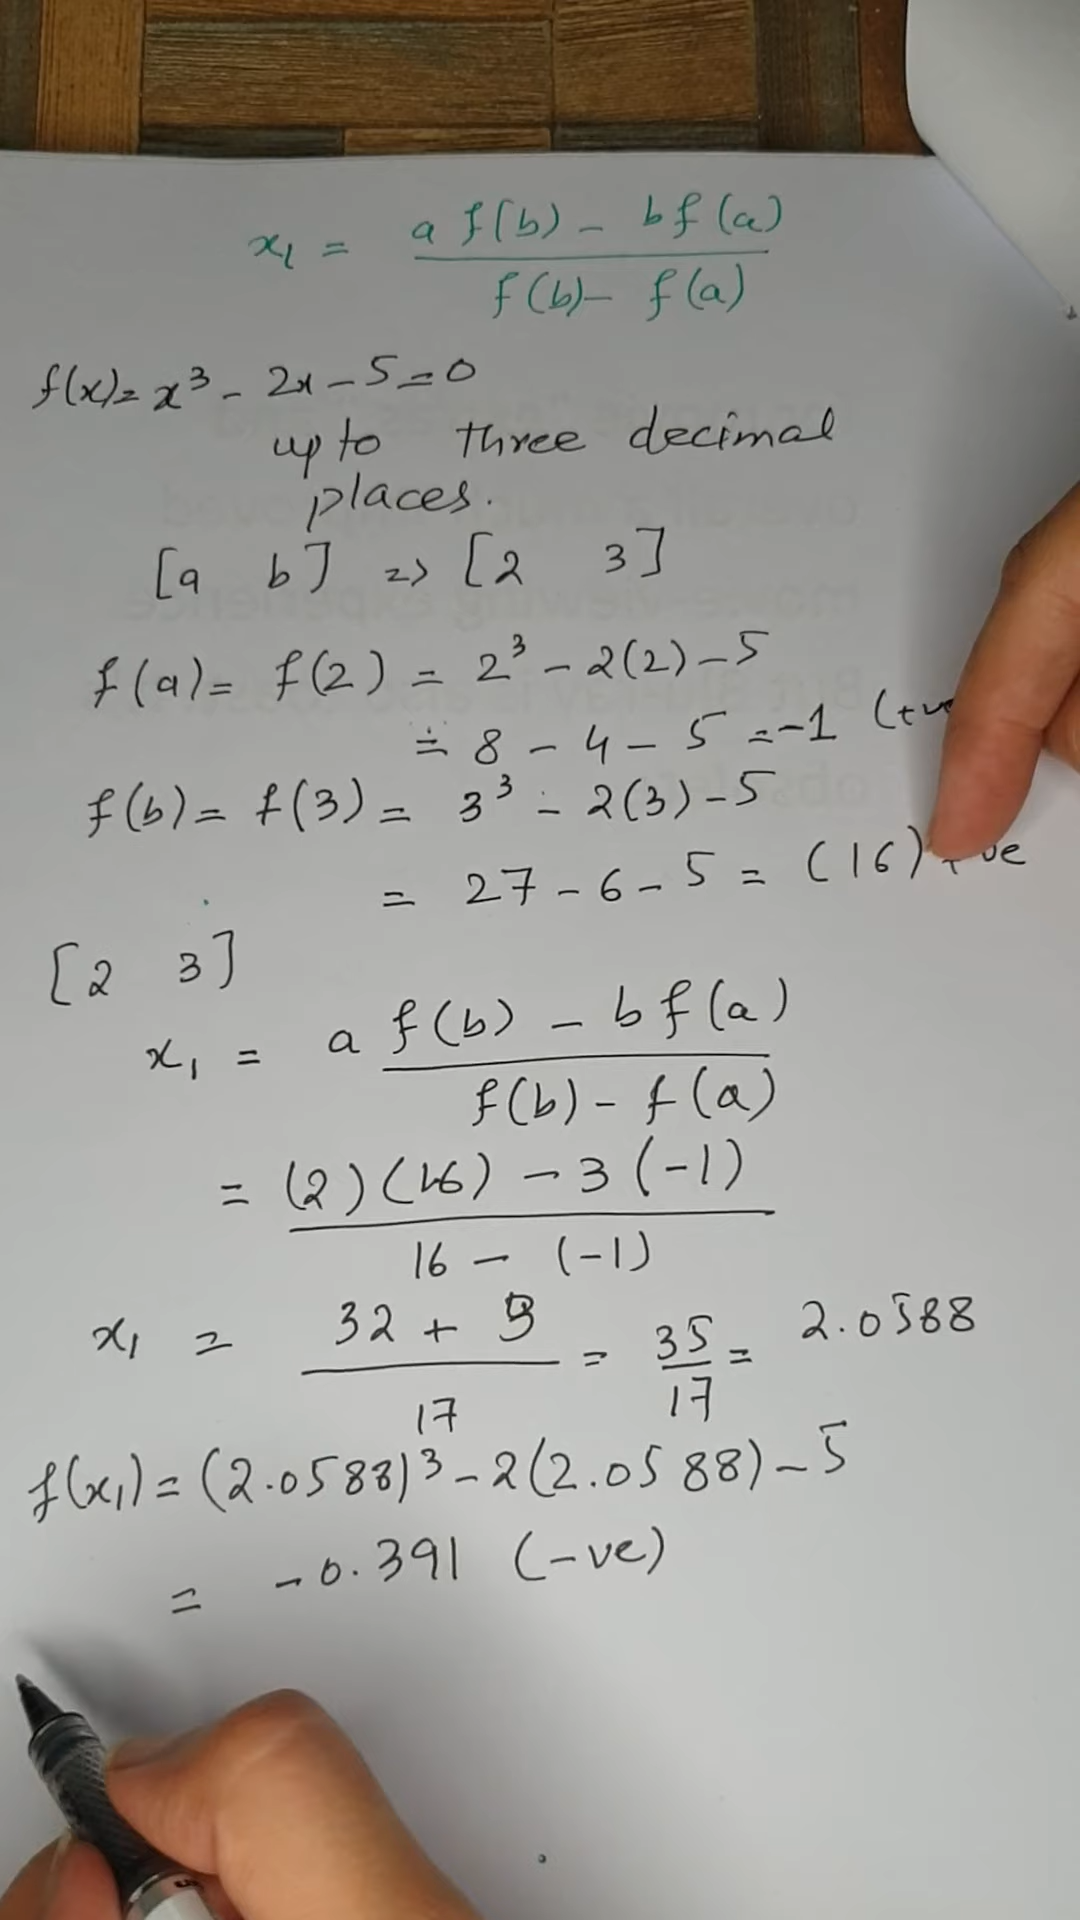 x₁ = a f(b) - b f(a) / f(b) - f(a)
f(x) = x³ - 2x - 5 = 0
up to three decimal
places.
[a b] => [2 3]
f(a) = f(2) = 2³ - 2(2) - 5
= 8 - 4 - 5 = -1 (+ve
f(b) = f(3) = 3³ - 2(3) - 5
= 27 - 6 - 5 = (16) +ve
[2 3]
x₁ = a f(b) - b f(a) / f(b) - f(a)
= (2)(16) - 3(-1) / 16 - (-1)
x₁ = 32 + 3 / 17 = 35/17 = 2.0588
f(x₁) = (2.0588)³ - 2(2.0588) - 5
= -0.391 (-ve)